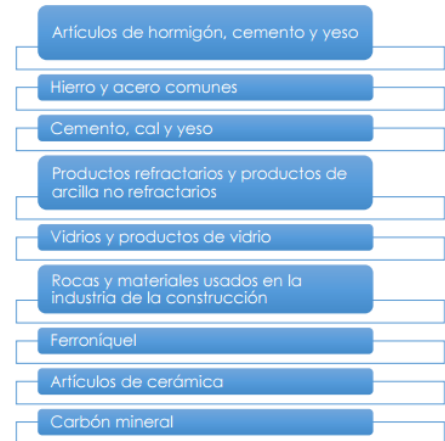 Artículos de hormigón, cemento y yeso
Hierro y acero comunes
Cemento, cal y yeso
Productos refractarios y productos de
arcilla no refractarios
Vidrios y productos de vidrio
Rocas y materiales usados en la
industria de la construcción
Ferroníquel
Artículos de cerámica
Carbón mineral